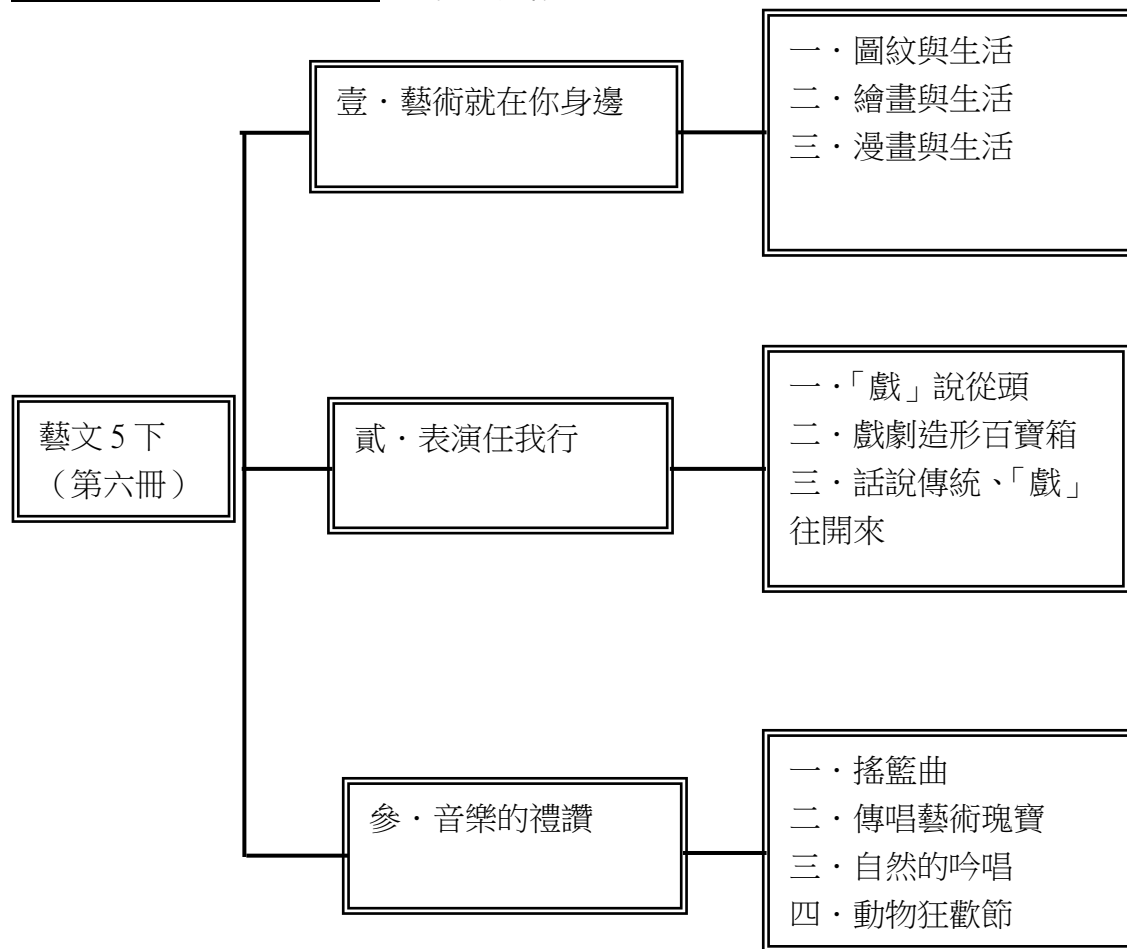 壹．藝術就在你身邊
一．圖紋與生活
二．繪畫與生活
三．漫畫與生活
藝文 5 下
（第六冊）
貳．表演任我行
一．「戲」說從頭
二．戲劇造形百寶箱
三．話說傳統、「戲」
往開來
參．音樂的禮讚
一．搖籃曲
二．傳唱藝術瑰寶
三．自然的吟唱
四．動物狂歡節